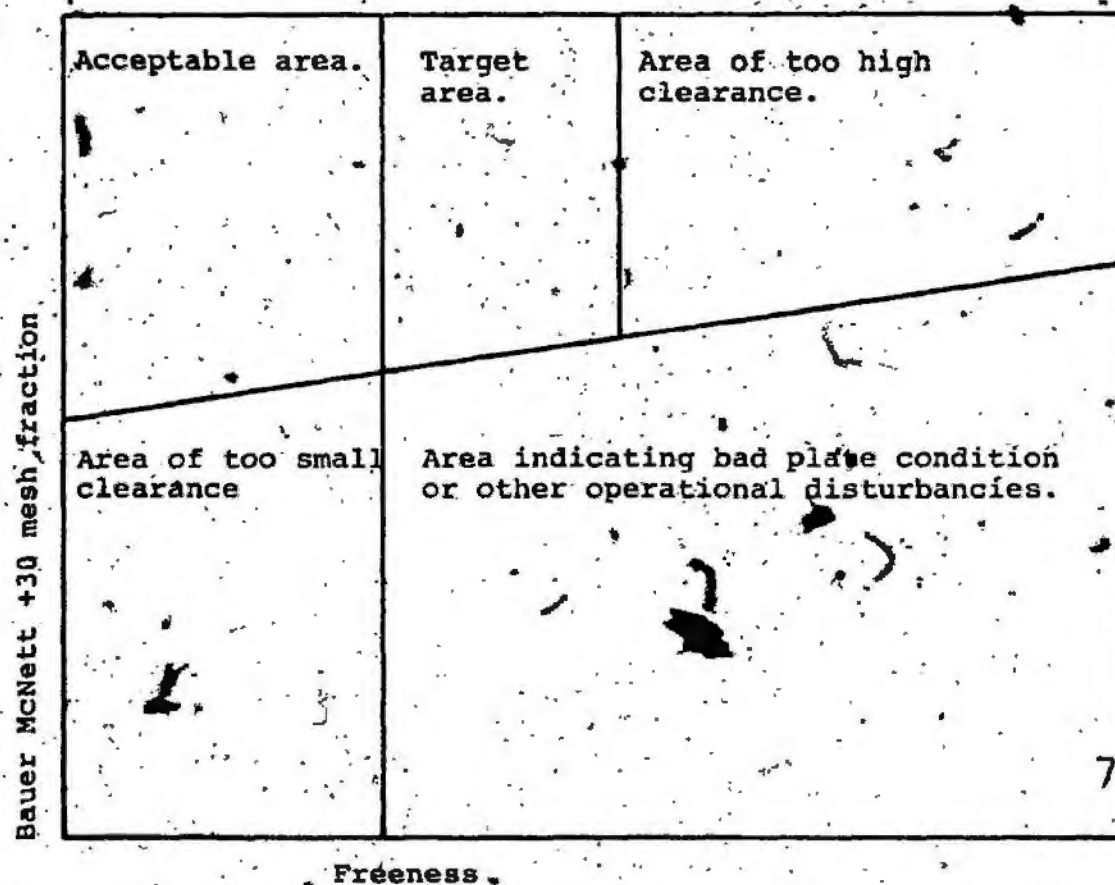 Acceptable area.
Target
area.
Area of too high
clearance.
Area of too small
clearance
Area indicating bad plate condition
or other operational disturbancies.
7
Bauer McNett +30 mesh fraction
Freeness